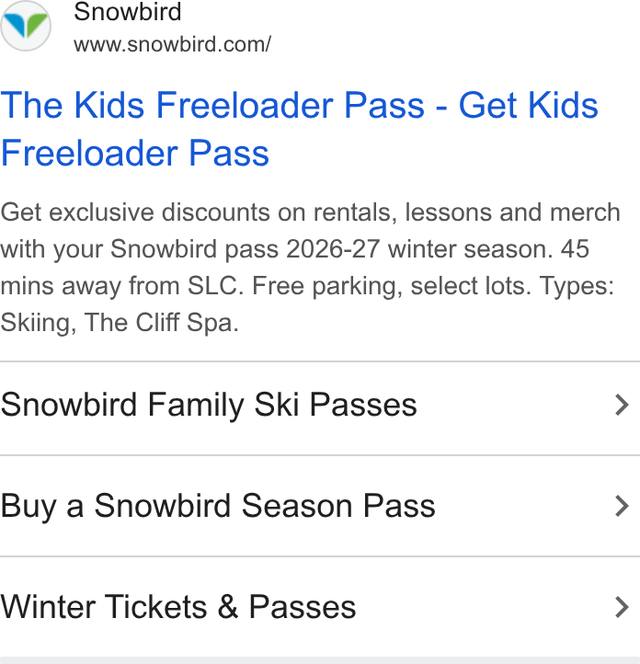 Snowbird
www.snowbird.com/
The Kids Freeloader Pass - Get Kids
Freeloader Pass
Get exclusive discounts on rentals, lessons and merch
with your Snowbird pass 2026-27 winter season. 45
mins away from SLC. Free parking, select lots. Types:
Skiing, The Cliff Spa.
Snowbird Family Ski Passes
Buy a Snowbird Season Pass
Winter Tickets & Passes